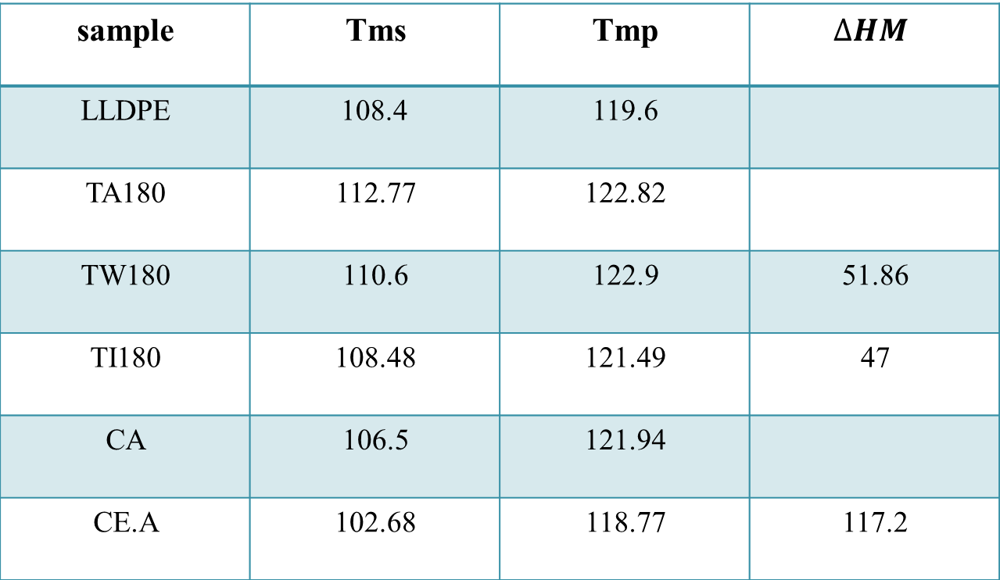 sample Tms Tmp ΔHM
LLDPE 108.4 119.6
TA180 112.77 122.82
TW180 110.6 122.9 51.86
TI180 108.48 121.49 47
CA 106.5 121.94
CE.A 102.68 118.77 117.2